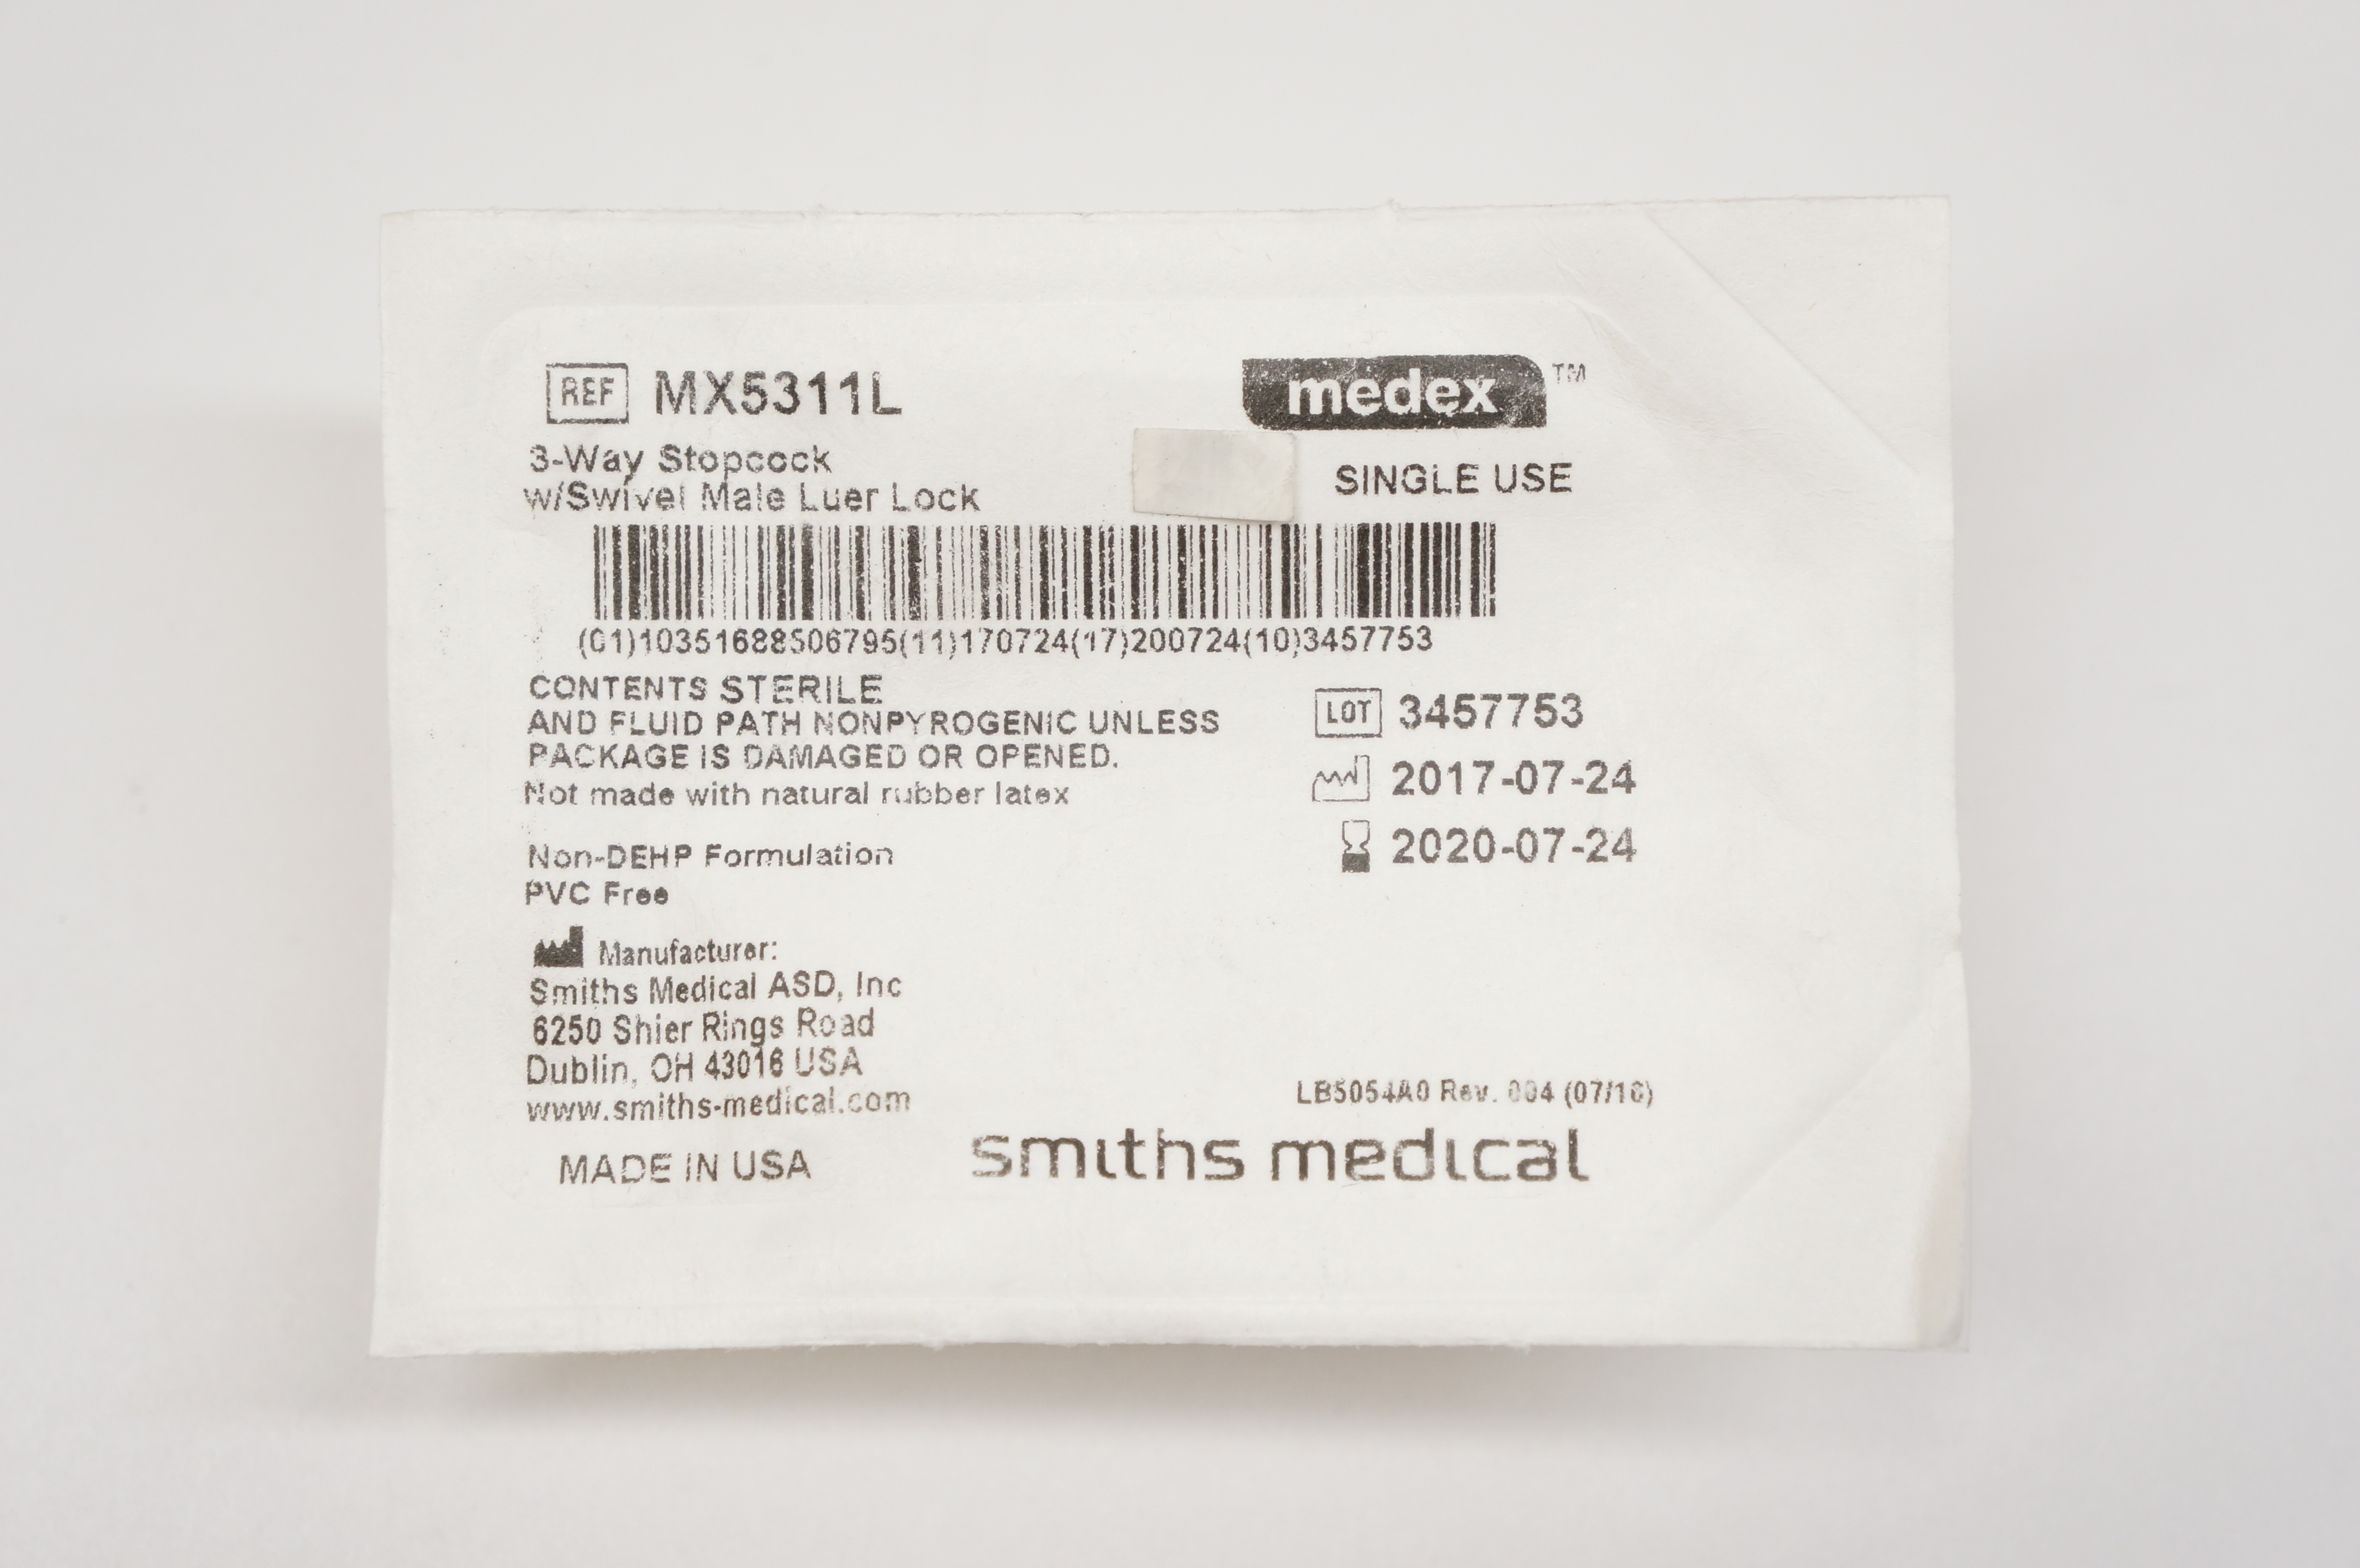 REF MX5311L
medex TM
3-Way Stopcock
w/Swivel Male Luer Lock
SINGLE USE
(01)10351688506795(11)170724(17)200724(10)3457753
CONTENTS STERILE
AND FLUID PATH NONPYROGENIC UNLESS
PACKAGE IS DAMAGED OR OPENED.
Not made with natural rubber latex
LOT 3457753
2017-07-24
2020-07-24
Non-DEHP Formulation
PVC Free
Manufacturer:
Smiths Medical ASD, Inc
6250 Shier Rings Road
Dublin, OH 43016 USA
www.smiths-medical.com
MADE IN USA
LB5054A0 Rev. 004
smiths medical